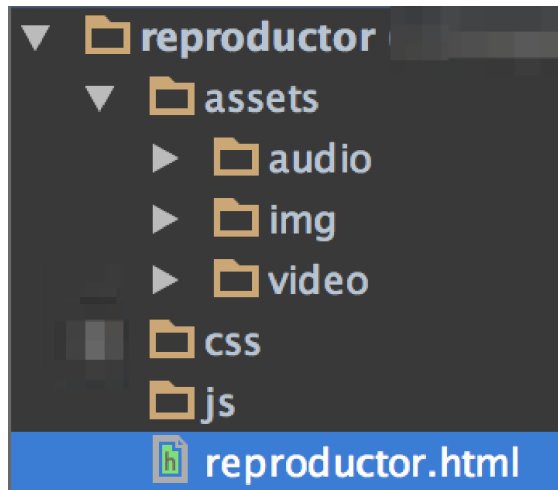 reproductor
assets
audio
img
video
css
js
reproductor.html